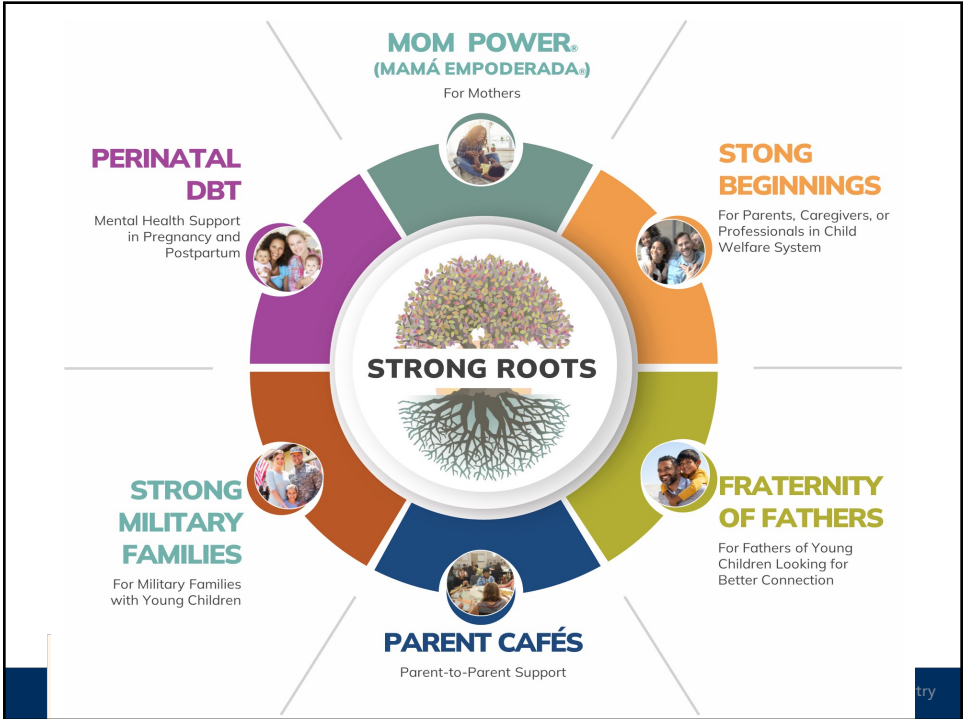 MOM POWER®
(MAMÁ EMPODERADA®)
For Mothers
PERINATAL
DBT
Mental Health Support
in Pregnancy and
Postpartum
STONG
BEGINNINGS
For Parents, Caregivers, or
Professionals in Child
Welfare System
STRONG ROOTS
STRONG
MILITARY
FAMILIES
For Military Families
with Young Children
FRATERNITY
OF FATHERS
For Fathers of Young
Children Looking for
Better Connection
PARENT CAFÉS
Parent-to-Parent Support
try